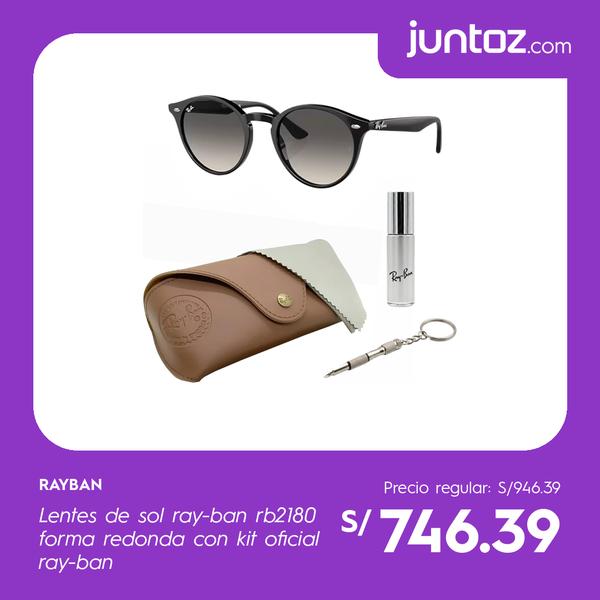 juntoz.com
Ray-Ban
Ray-Ban
RAYBAN
Precio regular: S/946.39
Lentes de sol ray-ban rb2180
forma redonda con kit oficial
ray-ban
S/746.39